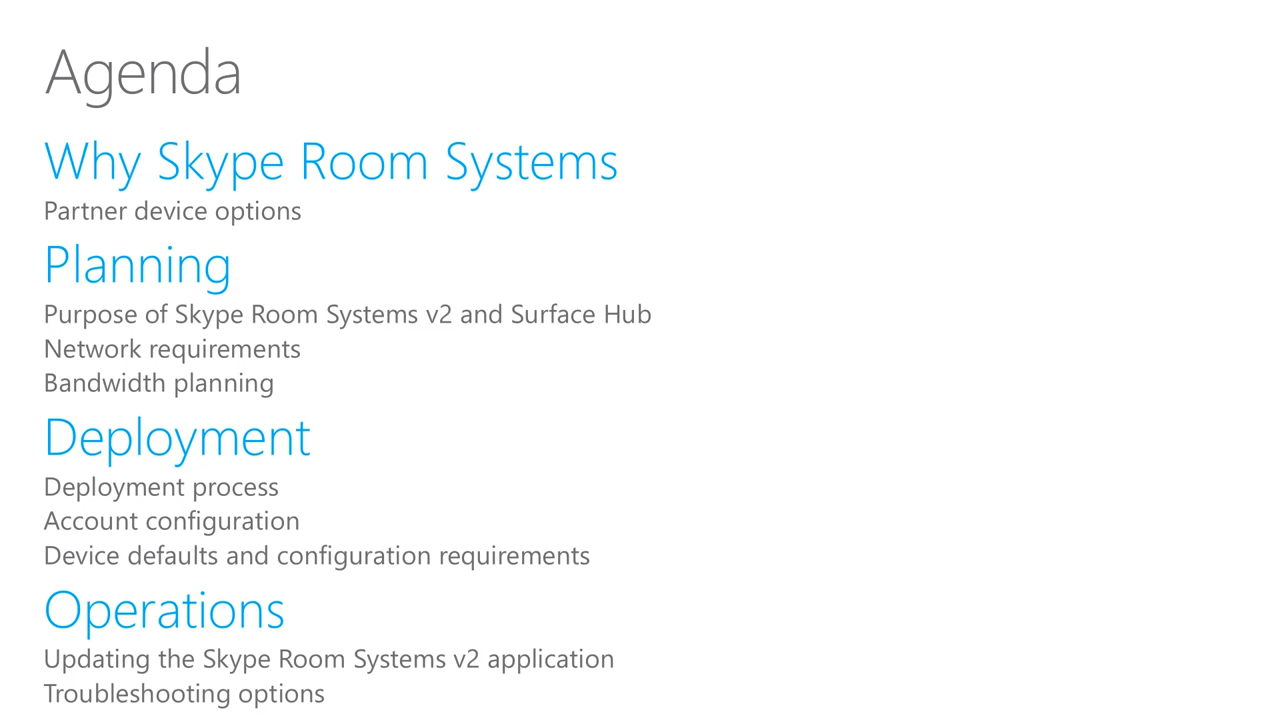 Agenda
Why Skype Room Systems
Partner device options
Planning
Purpose of Skype Room Systems v2 and Surface Hub
Network requirements
Bandwidth planning
Deployment
Deployment process
Account configuration
Device defaults and configuration requirements
Operations
Updating the Skype Room Systems v2 application
Troubleshooting options